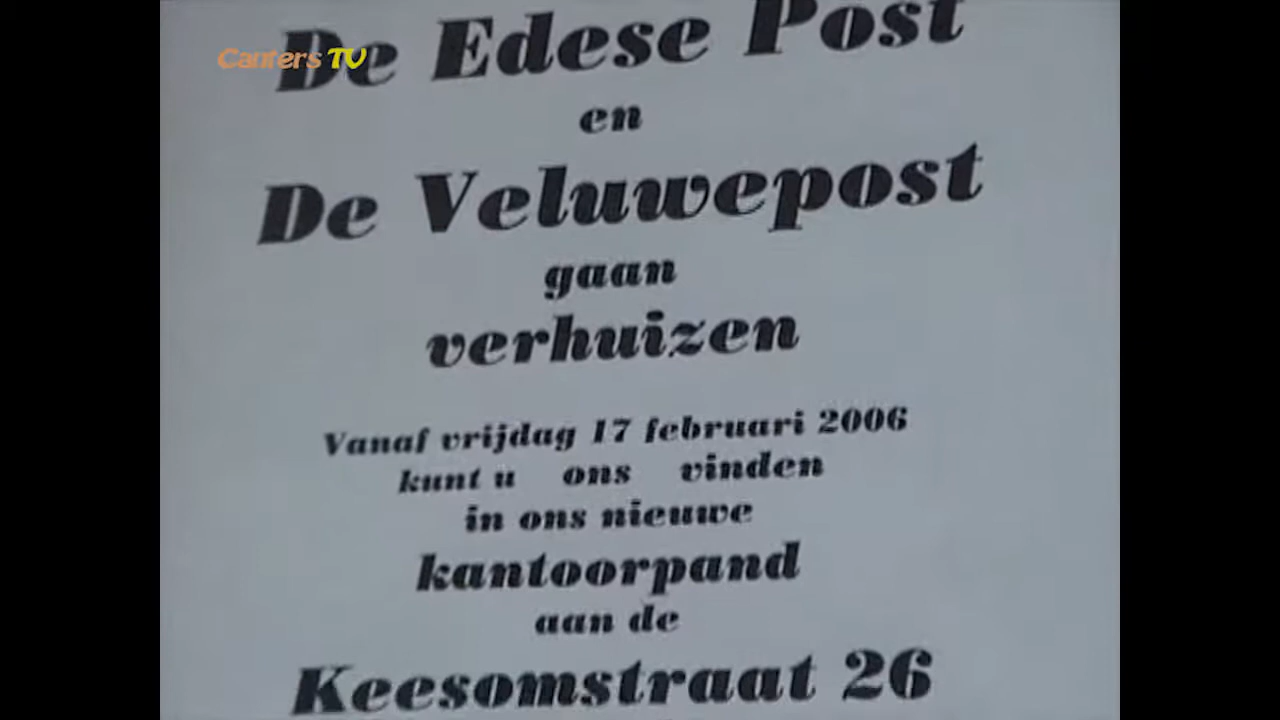 Canters TV
De Edese Post
en
De Veluwepost
gaan
verhuizen
Vanaf vrijdag 17 februari 2006
kunt u ons vinden
in ons nieuwe
kantoorpand
aan de
Keesomstraat 26